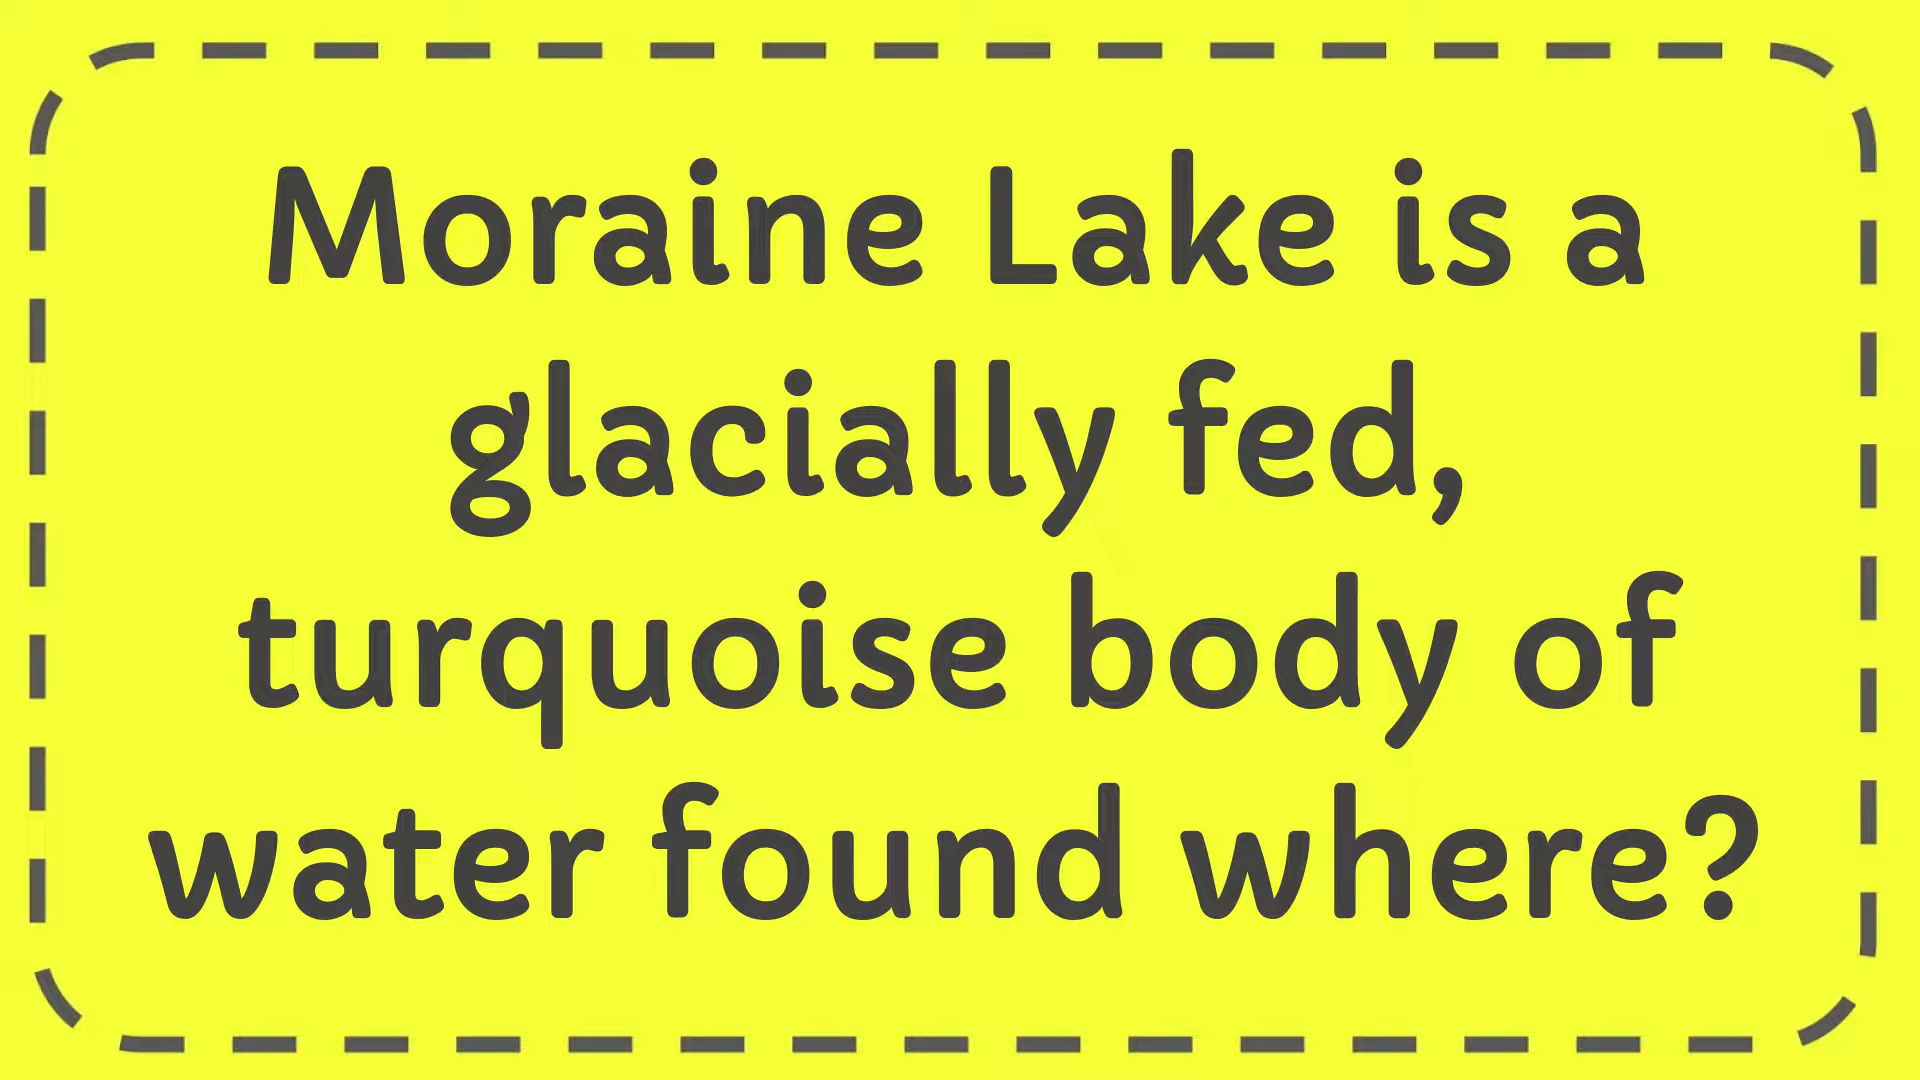 Moraine Lake is a
glacially fed,
turquoise body of
water found where?